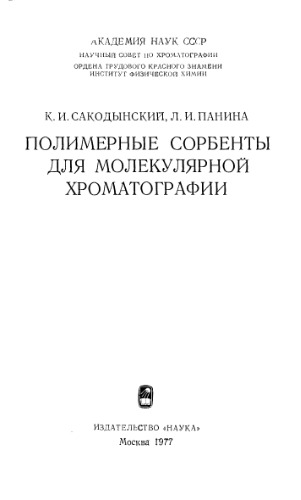 АКАДЕМИЯ НАУК СССР
НАУЧНЫЙ СОВЕТ ПО ХРОМАТОГРАФИИ
ОРДЕНА ТРУДОВОГО КРАСНОГО ЗНАМЕНИ
ИНСТИТУТ ФИЗИЧЕСКОЙ ХИМИИ
К. И. САКОДЫНСКИЙ, Л. И. ПАНИНА
ПОЛИМЕРНЫЕ СОРБЕНТЫ
ДЛЯ МОЛЕКУЛЯРНОЙ
ХРОМАТОГРАФИИ
ИЗДАТЕЛЬСТВО «НАУКА»
Москва 1977